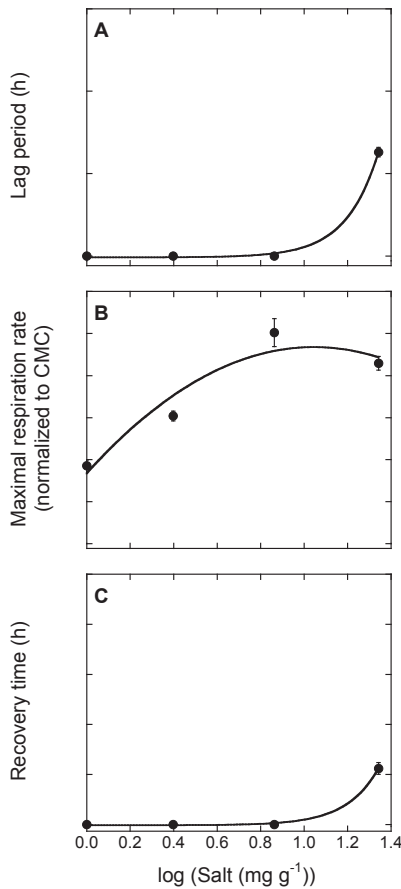 A
Lag period (h)
B
Maximal respiration rate
(normalized to CMC)
C
Recovery time (h)
0.0 0.2 0.4 0.6 0.8 1.0 1.2 1.4
log (Salt (mg g⁻¹))